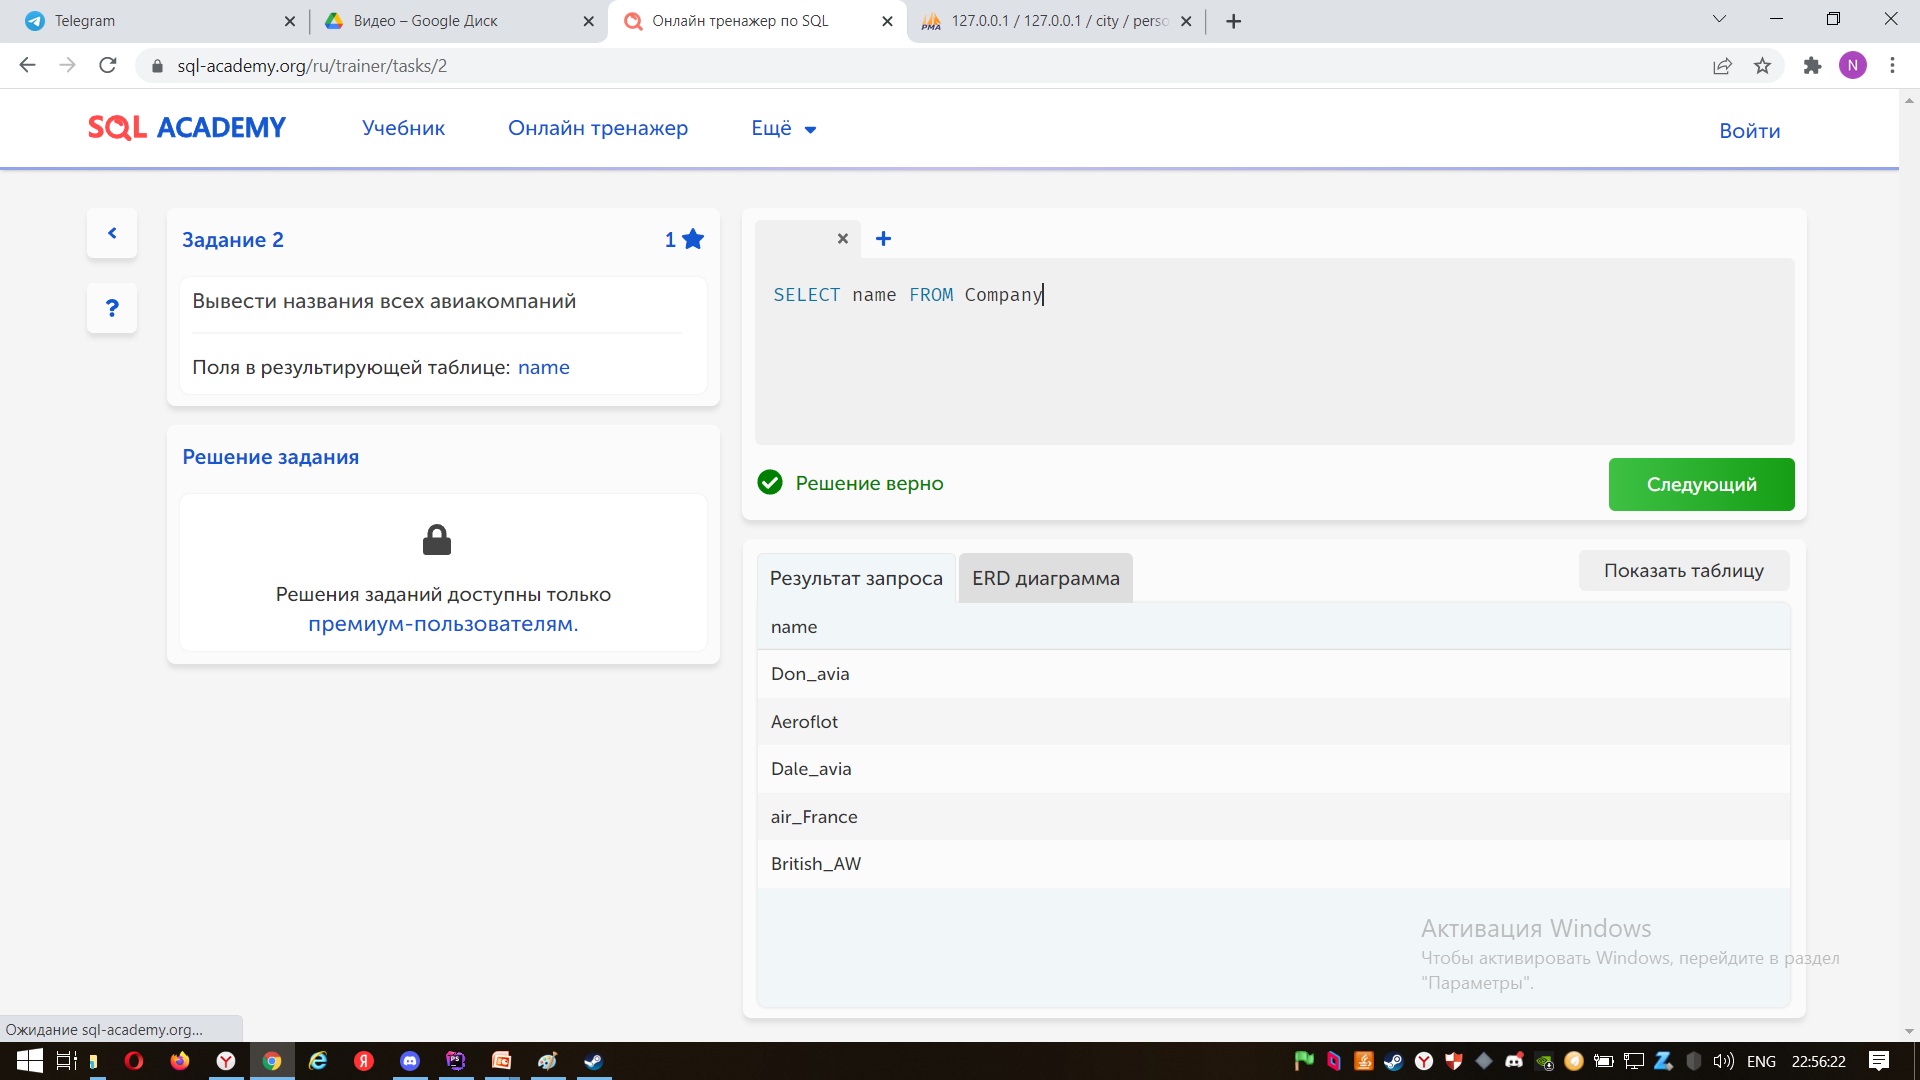 Telegram
Видео – Google Диск
Онлайн тренажер по SQL
127.0.0.1 / 127.0.0.1 / city / perso
sql-academy.org/ru/trainer/tasks/2
N
SQL ACADEMY
Учебник
Онлайн тренажер
Ещё
Войти
Задание 2
1
?
Вывести названия всех авиакомпаний
Поля в результирующей таблице: name
Решение задания
Решения заданий доступны только
премиум-пользователям.
SELECT name FROM Company
Решение верно
Следующий
Результат запроса
ERD диаграмма
Показать таблицу
name
Don_avia
Aeroflot
Dale_avia
air_France
British_AW
Активация Windows
Чтобы активировать Windows, перейдите в раздел
"Параметры".
Ожидание sql-academy.org...
ENG
22:56:22